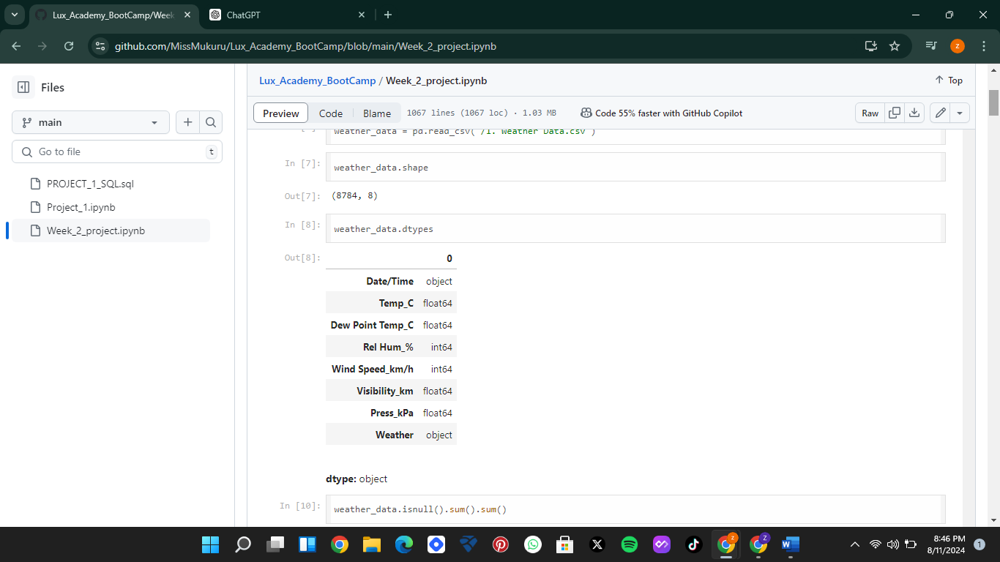 Lux_Academy_BootCamp/Week
ChatGPT
github.com/MissMukuru/Lux_Academy_BootCamp/blob/main/Week_2_project.ipynb
z
Files
Lux_Academy_BootCamp / Week_2_project.ipynb
Top
main
Preview
Code
Blame
1067 lines (1067 loc) · 1.03 MB
Code 55% faster with GitHub Copilot
Raw
Go to file
t
PROJECT_1_SQL.sql
Project_1.ipynb
Week_2_project.ipynb
weather_data = pd.read_csv( /1. Weather Data.csv )
In [7]:
weather_data.shape
Out[7]:
(8784, 8)
In [8]:
weather_data.dtypes
Out[8]:
0
Date/Time object
Temp_C float64
Dew Point Temp_C float64
Rel Hum_% int64
Wind Speed_km/h int64
Visibility_km float64
Press_kPa float64
Weather object
dtype: object
In [10]:
weather_data.isnull().sum().sum()
z
Z
8:46 PM
8/11/2024
1